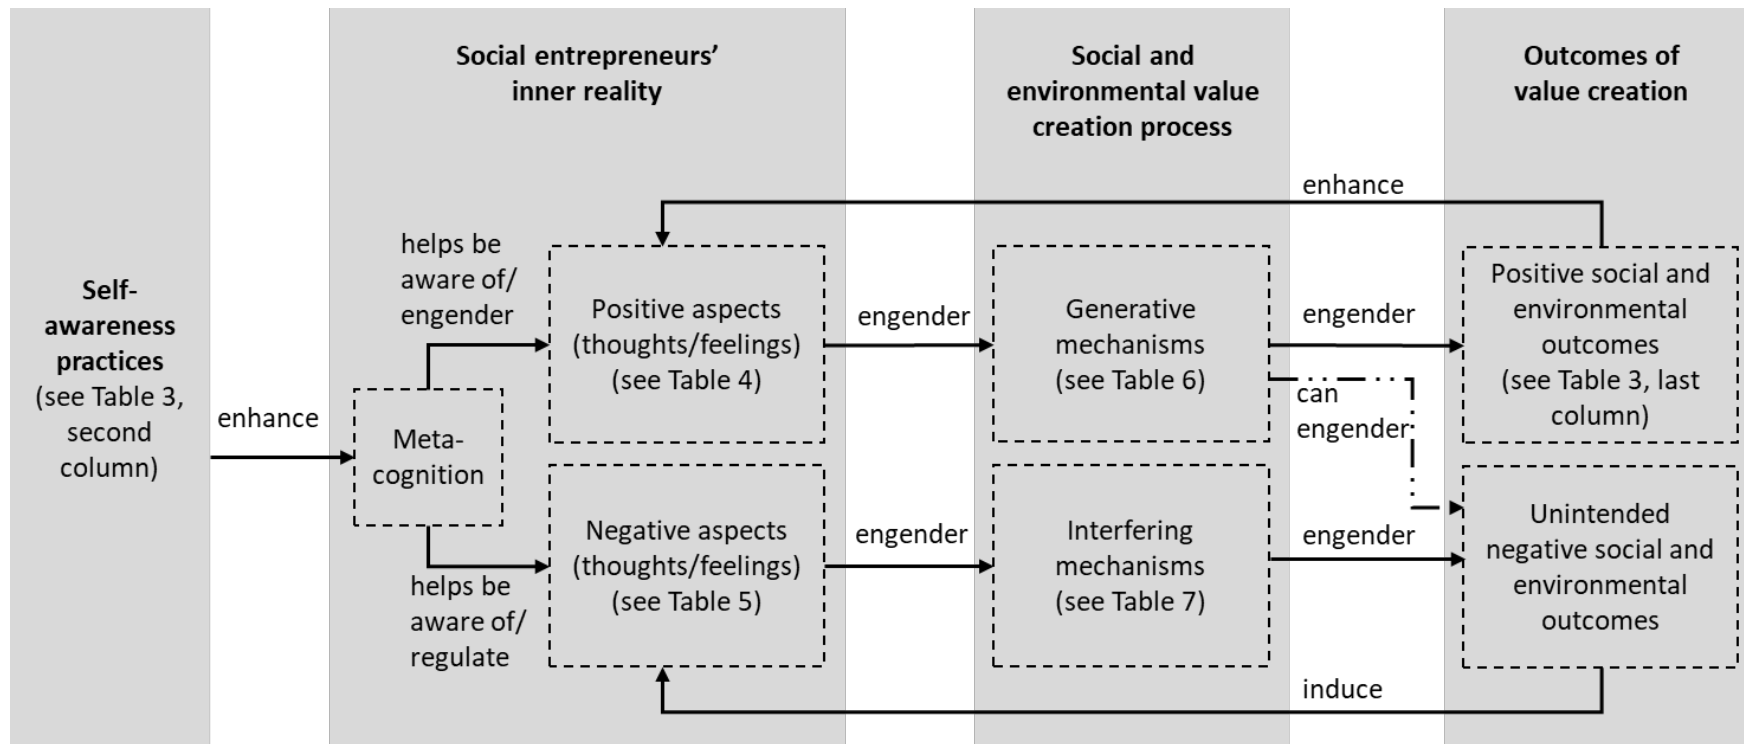 Social entrepreneurs’
inner reality
Social and
environmental value
creation process
Outcomes of
value creation
Self-
awareness
practices
(see Table 3,
second
column)
enhance
Meta-
cognition
helps be
aware of/
engender
helps be
aware of/
regulate
Positive aspects
(thoughts/feelings)
(see Table 4)
Negative aspects
(thoughts/feelings)
(see Table 5)
engender
engender
Generative
mechanisms
(see Table 6)
Interfering
mechanisms
(see Table 7)
enhance
engender
can
engender
engender
induce
Positive social and
environmental
outcomes
(see Table 3, last
column)
Unintended
negative social and
environmental
outcomes